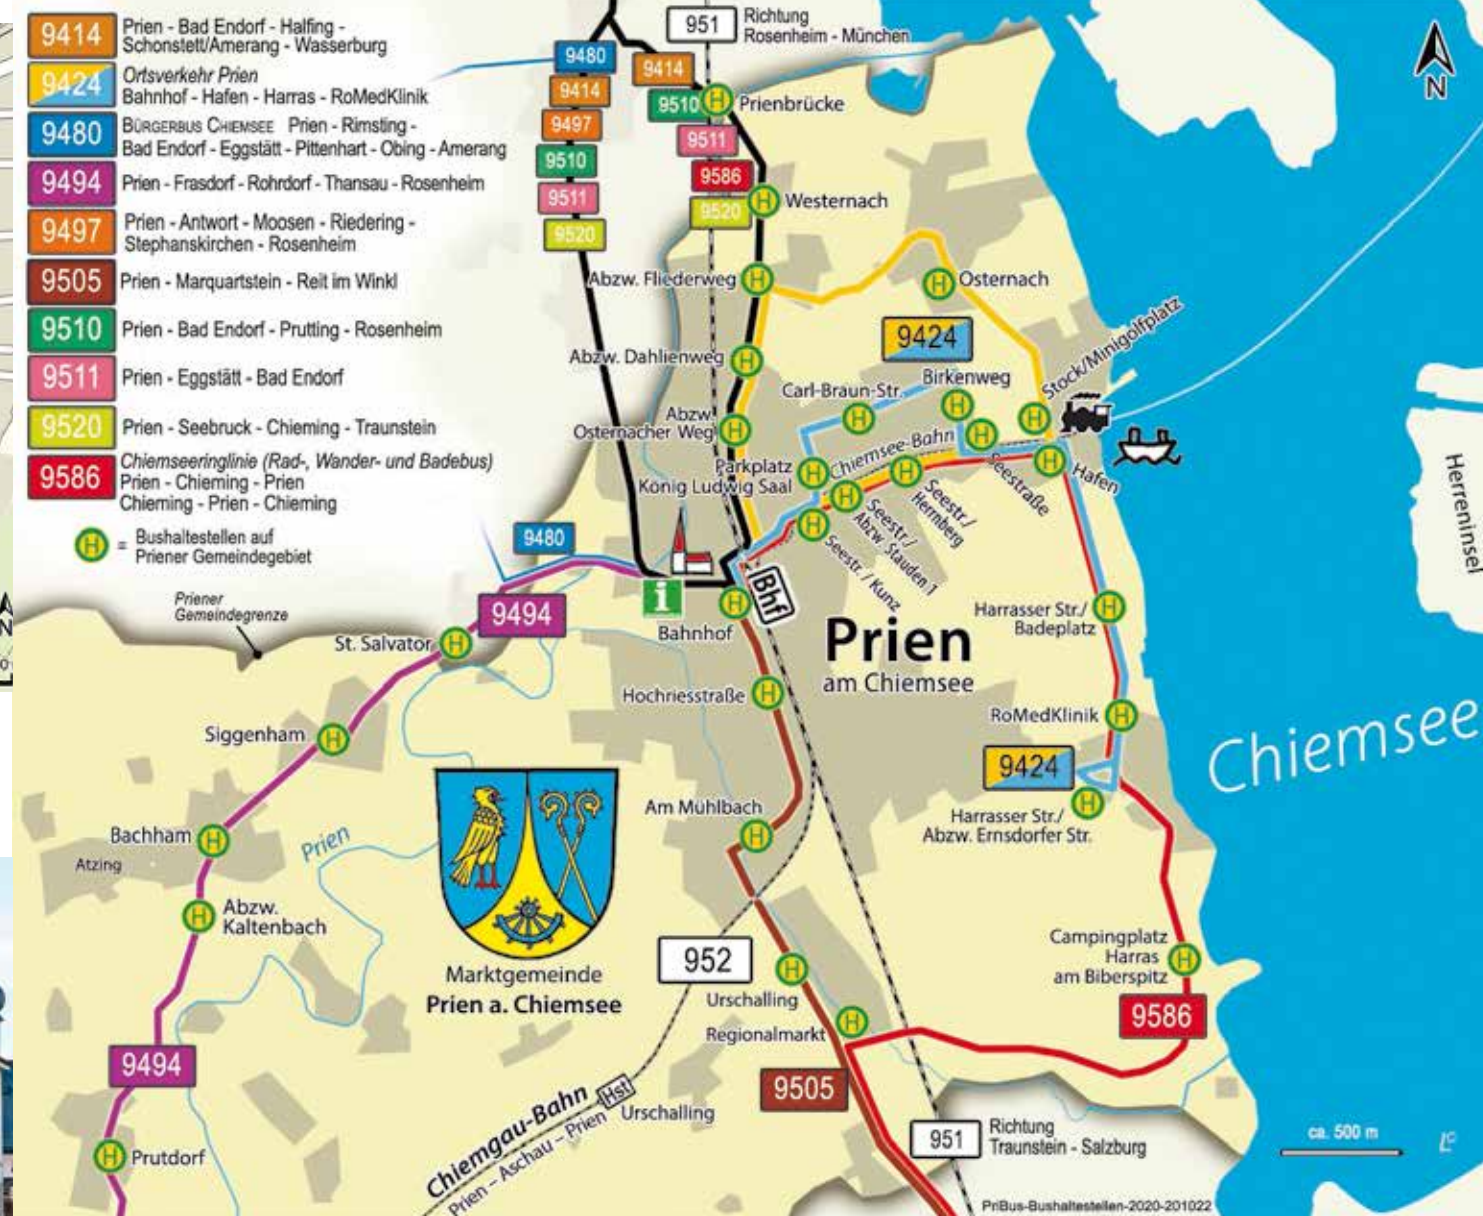 9414 Prien - Bad Endorf - Halfing -
Schonstett/Amerang - Wasserburg
9424 Ortsverkehr Prien
Bahnhof - Hafen - Harras - RoMedKlinik
9480 BÜRGERBUS CHIEMSEE Prien - Rimsting -
Bad Endorf - Eggstätt - Pittenhart - Obing - Amerang
9494 Prien - Frasdorf - Rohrdorf - Thansau - Rosenheim
9497 Prien - Antwort - Moosen - Riedering -
Stephanskirchen - Rosenheim
9505 Prien - Marquartstein - Reit im Winkl
9510 Prien - Bad Endorf - Prutting - Rosenheim
9511 Prien - Eggstätt - Bad Endorf
9520 Prien - Seebruck - Chieming - Traunstein
9586 Chiemseeringlinie (Rad-, Wander- und Badebus)
Prien - Chieming - Prien
Chieming - Prien - Chieming
H = Bushaltestellen auf
Priener Gemeindegebiet
Priener
Gemeindegrenze
951 Richtung
Rosenheim - München
N
9480
9414
9497
9510
9511
9520
9414
9510
9511
9586
9520
Prienbrücke
Westernach
Abzw. Fliederweg
Osternach
9424
Abzw. Dahlienweg
Carl-Braun-Str.
Birkenweg
Stock/Minigolfplatz
Abzw.
Osternacher Weg
Parkplatz
König Ludwig Saal
Chiemsee-Bahn
Seestraße
Hafen
Seestr./
Herrnberg
Seestr./
Abzw. Stauden 1
Seestr. / Kunz
Herreninsel
9480
9494
i
Bhf
Bahnhof
St. Salvator
Prien
am Chiemsee
Harrasser Str./
Badeplatz
Hochriesstraße
RoMedKlinik
Chiemsee
Siggenham
9424
Am Mühlbach
Harrasser Str./
Abzw. Ernsdorfer Str.
Bachham
Atzing
Prien
Abzw.
Kaltenbach
Marktgemeinde
Prien a. Chiemsee
952
Urschalling
Regionalmarkt
Campingplatz
Harras
am Biberspitz
9586
9494
9505
Chiemgau-Bahn
Prien – Aschau – Prien
Hst
Urschalling
951 Richtung
Traunstein - Salzburg
Prutdorf
ca. 500 m
PriBus-Bushaltestellen-2020-201022